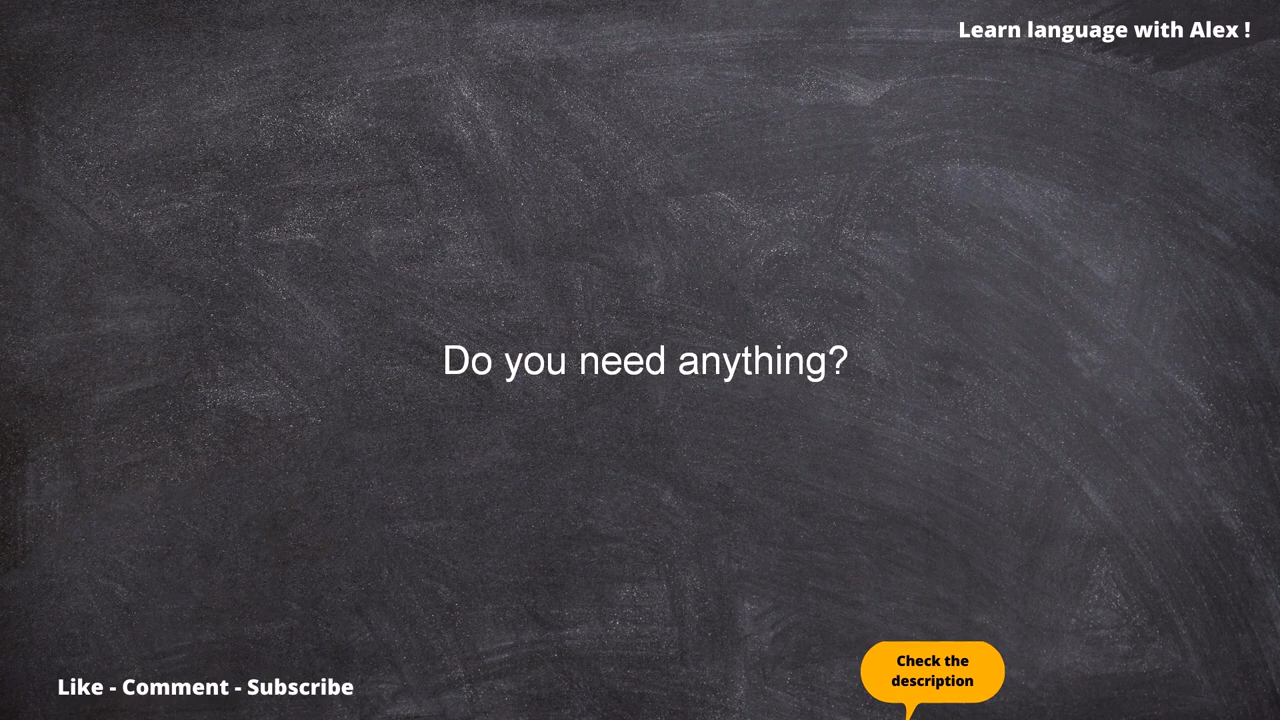 Learn language with Alex !
Do you need anything?
Check the
description
Like - Comment - Subscribe